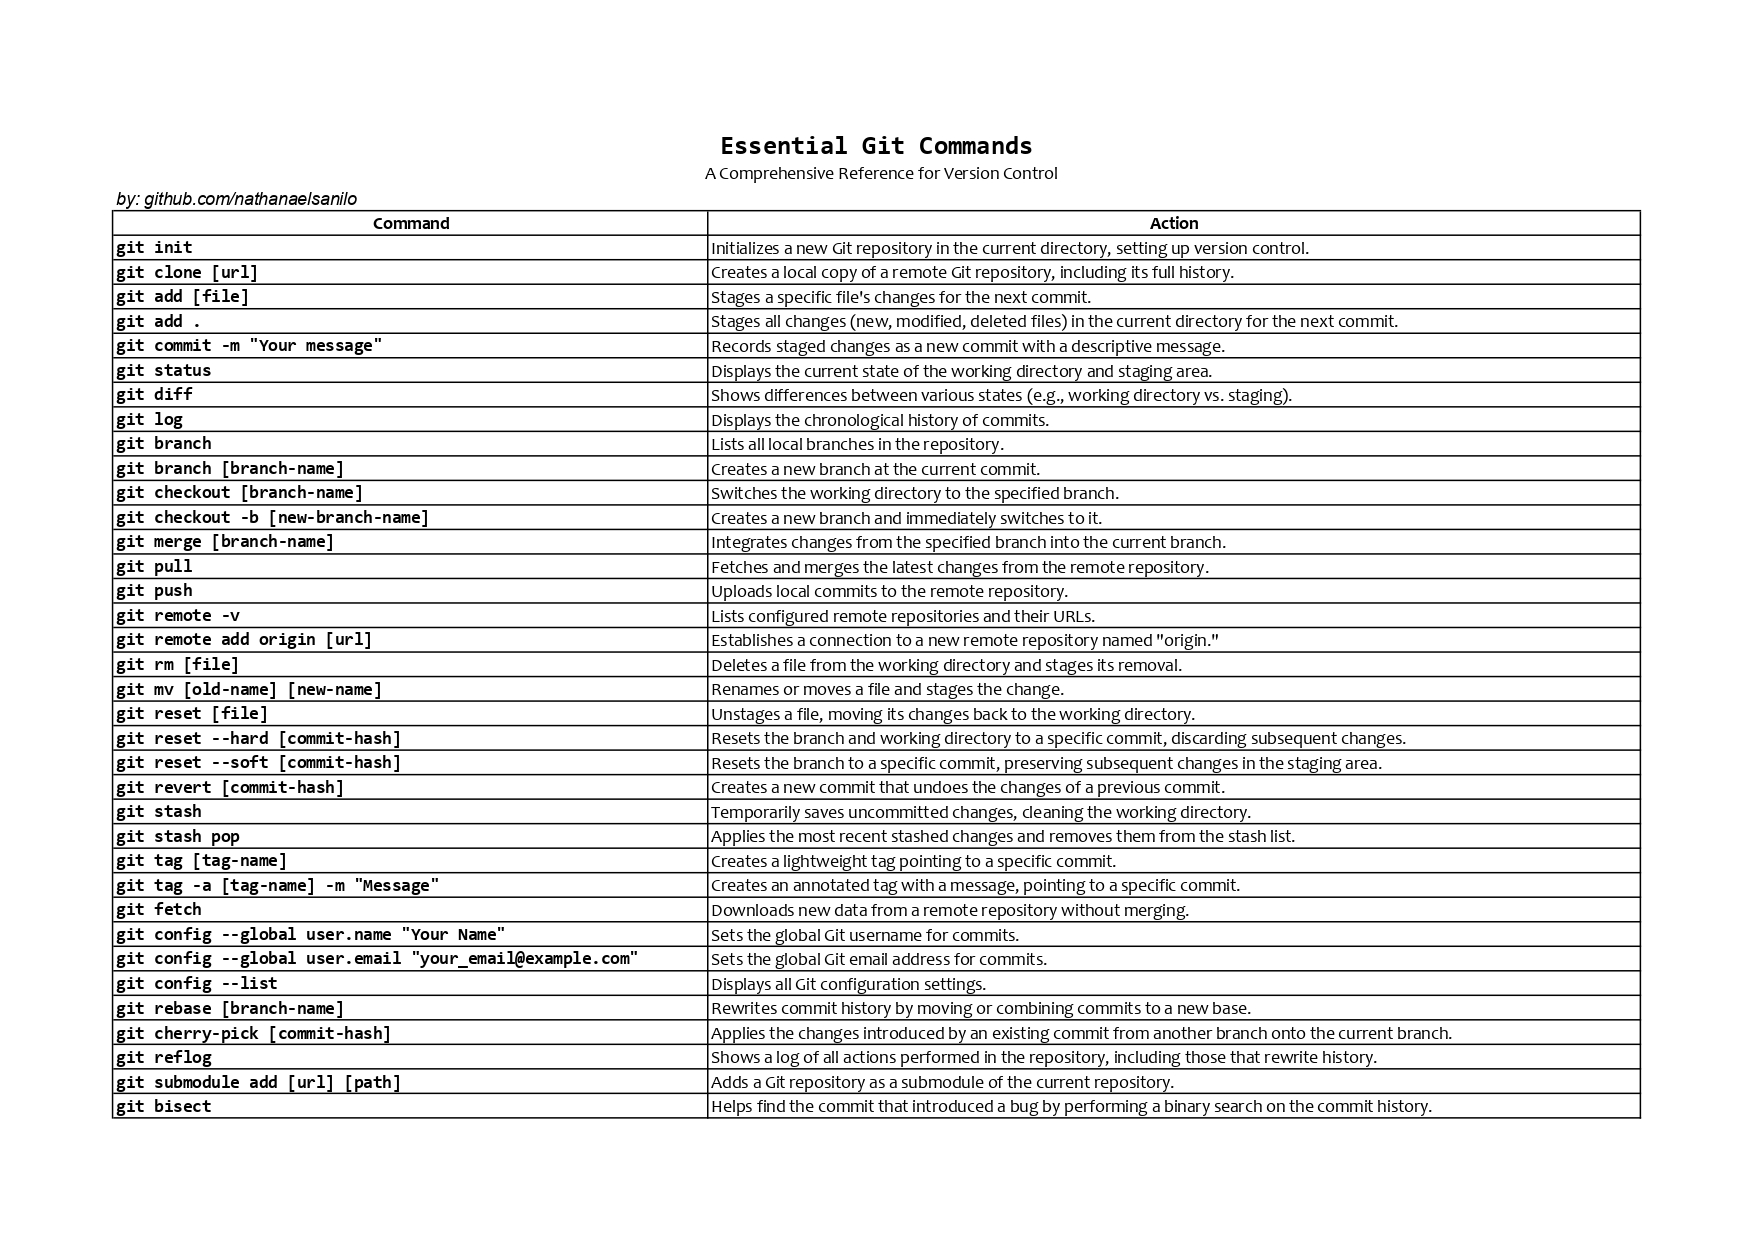 Essential Git Commands
A Comprehensive Reference for Version Control
by: github.com/nathanaelsanilo
Command Action
git init Initializes a new Git repository in the current directory, setting up version control.
git clone [url] Creates a local copy of a remote Git repository, including its full history.
git add [file] Stages a specific file's changes for the next commit.
git add . Stages all changes (new, modified, deleted files) in the current directory for the next commit.
git commit -m "Your message" Records staged changes as a new commit with a descriptive message.
git status Displays the current state of the working directory and staging area.
git diff Shows differences between various states (e.g., working directory vs. staging).
git log Displays the chronological history of commits.
git branch Lists all local branches in the repository.
git branch [branch-name] Creates a new branch at the current commit.
git checkout [branch-name] Switches the working directory to the specified branch.
git checkout -b [new-branch-name] Creates a new branch and immediately switches to it.
git merge [branch-name] Integrates changes from the specified branch into the current branch.
git pull Fetches and merges the latest changes from the remote repository.
git push Uploads local commits to the remote repository.
git remote -v Lists configured remote repositories and their URLs.
git remote add origin [url] Establishes a connection to a new remote repository named "origin."
git rm [file] Deletes a file from the working directory and stages its removal.
git mv [old-name] [new-name] Renames or moves a file and stages the change.
git reset [file] Unstages a file, moving its changes back to the working directory.
git reset --hard [commit-hash] Resets the branch and working directory to a specific commit, discarding subsequent changes.
git reset --soft [commit-hash] Resets the branch to a specific commit, preserving subsequent changes in the staging area.
git revert [commit-hash] Creates a new commit that undoes the changes of a previous commit.
git stash Temporarily saves uncommitted changes, cleaning the working directory.
git stash pop Applies the most recent stashed changes and removes them from the stash list.
git tag [tag-name] Creates a lightweight tag pointing to a specific commit.
git tag -a [tag-name] -m "Message" Creates an annotated tag with a message, pointing to a specific commit.
git fetch Downloads new data from a remote repository without merging.
git config --global user.name "Your Name" Sets the global Git username for commits.
git config --global user.email "your_email@example.com" Sets the global Git email address for commits.
git config --list Displays all Git configuration settings.
git rebase [branch-name] Rewrites commit history by moving or combining commits to a new base.
git cherry-pick [commit-hash] Applies the changes introduced by an existing commit from another branch onto the current branch.
git reflog Shows a log of all actions performed in the repository, including those that rewrite history.
git submodule add [url] [path] Adds a Git repository as a submodule of the current repository.
git bisect Helps find the commit that introduced a bug by performing a binary search on the commit history.